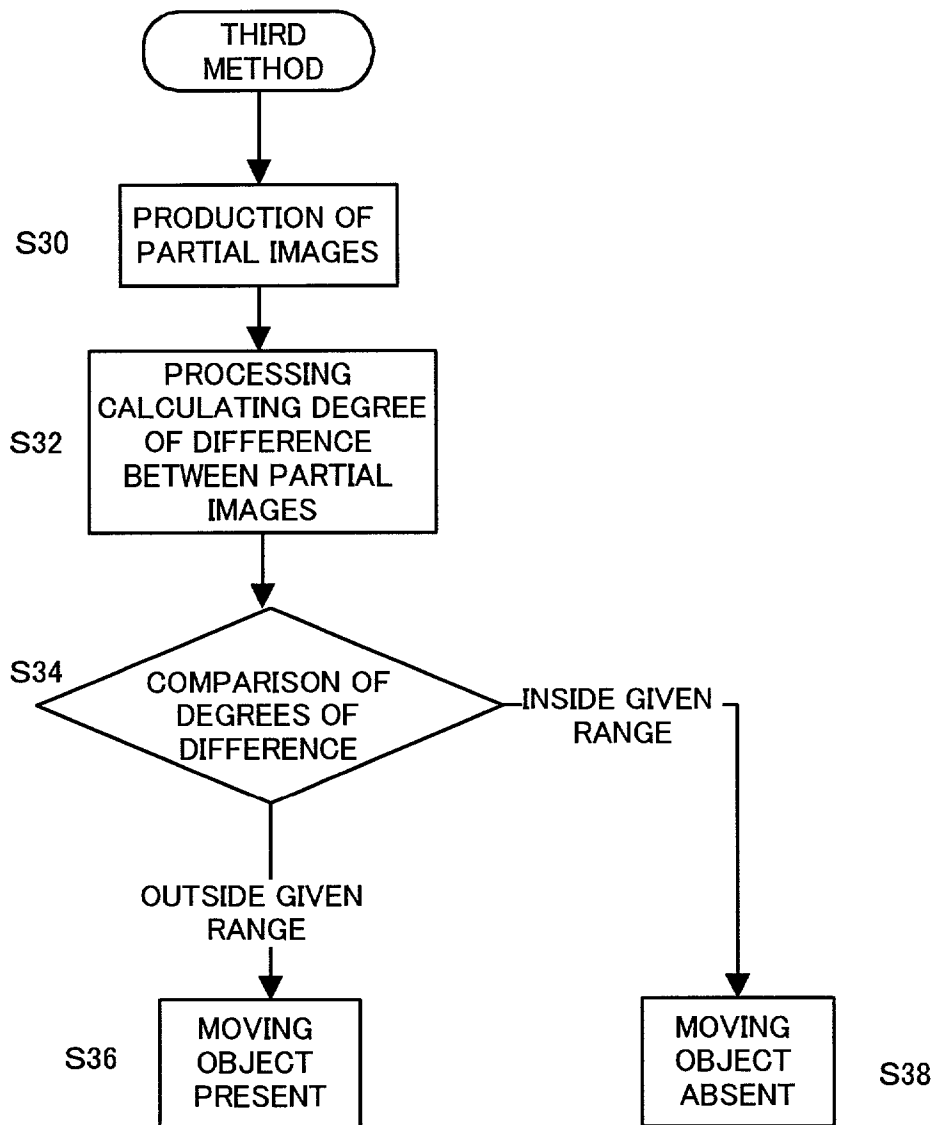 THIRD
METHOD
S30
PRODUCTION OF
PARTIAL IMAGES
S32
PROCESSING
CALCULATING DEGREE
OF DIFFERENCE
BETWEEN PARTIAL
IMAGES
S34
COMPARISON OF
DEGREES OF
DIFFERENCE
INSIDE GIVEN
RANGE
OUTSIDE GIVEN
RANGE
S36
MOVING
OBJECT
PRESENT
MOVING
OBJECT
ABSENT
S38